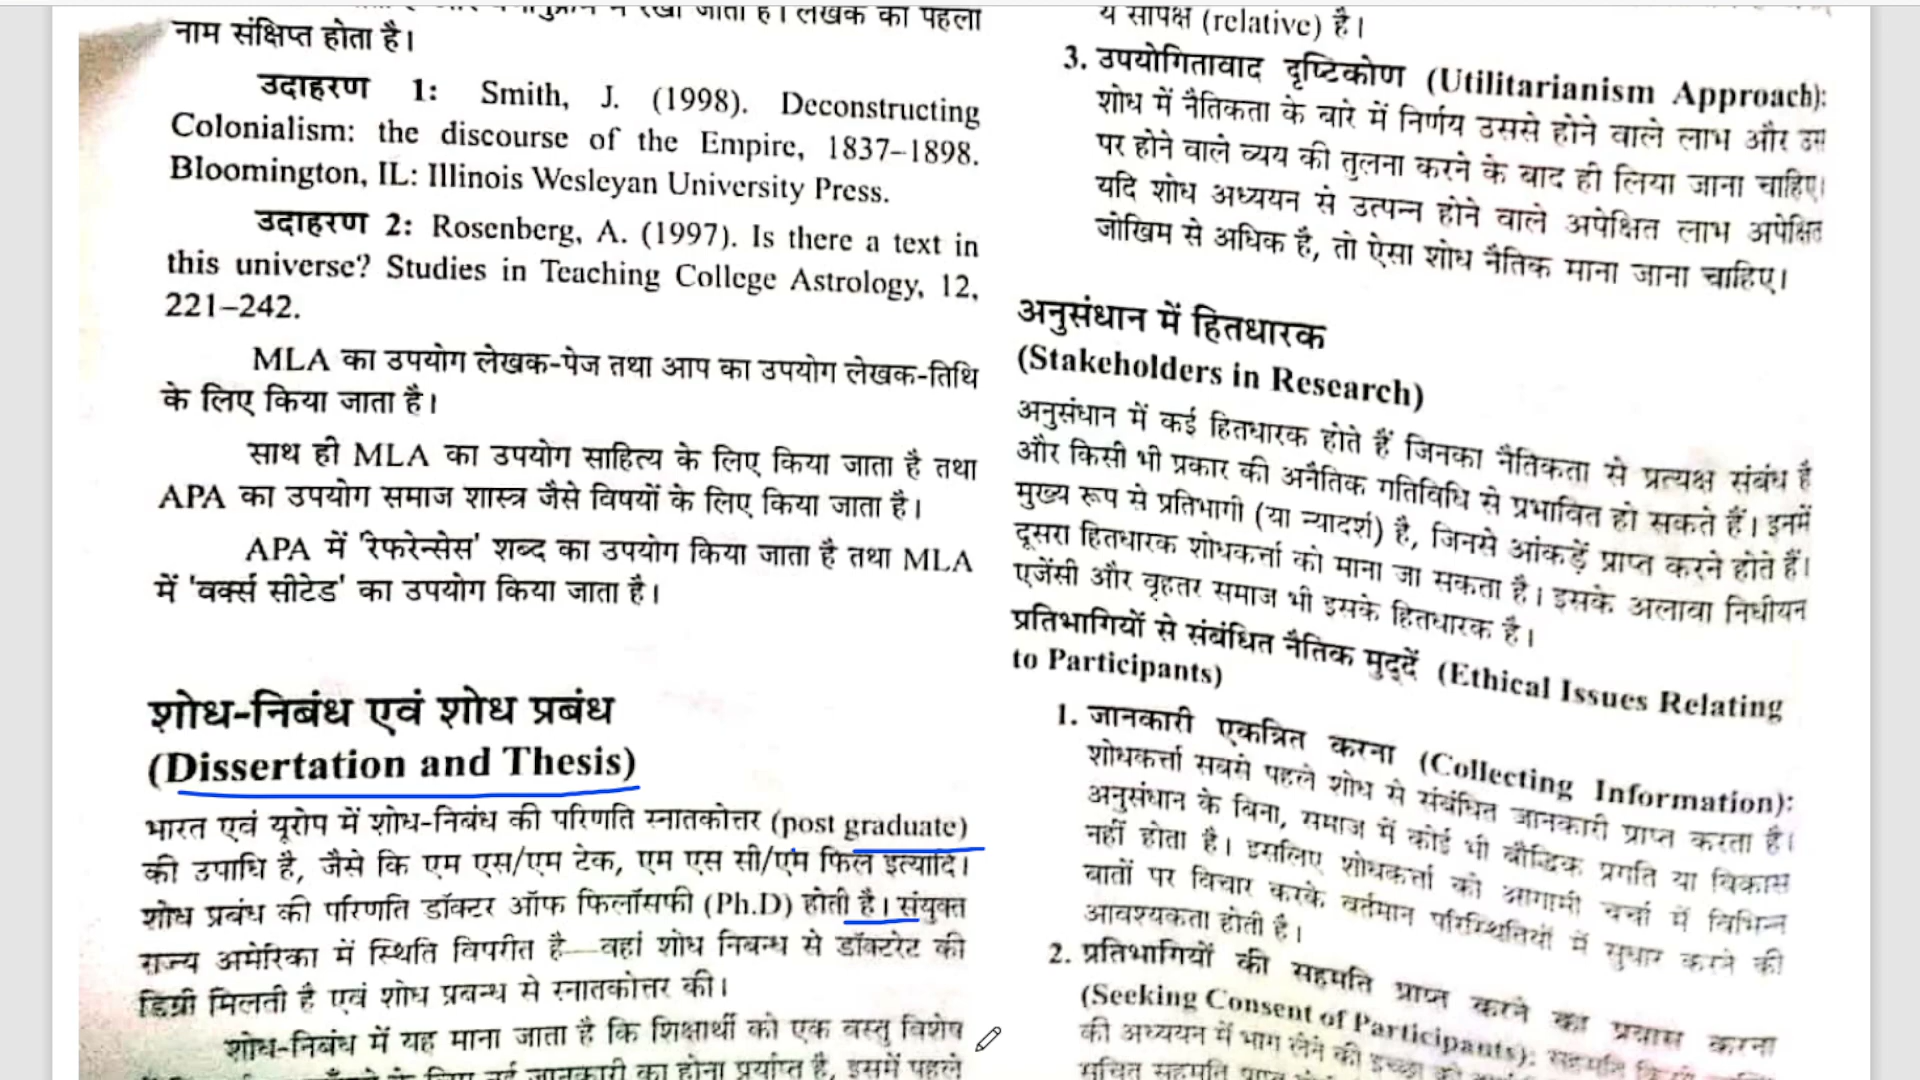 नाम संक्षिप्त होता है।
उदाहरण 1: Smith, J. (1998). Deconstructing
Colonialism: the discourse of the Empire, 1837–1898.
Bloomington, IL: Illinois Wesleyan University Press.
उदाहरण 2: Rosenberg, A. (1997). Is there a text in
this universe? Studies in Teaching College Astrology, 12,
221–242.
MLA का उपयोग लेखक-पेज तथा आप का उपयोग लेखक-तिथि
के लिए किया जाता है।
साथ ही MLA का उपयोग साहित्य के लिए किया जाता है तथा
APA का उपयोग समाज शास्त्र जैसे विषयों के लिए किया जाता है।
APA में 'रेफरेन्सेस' शब्द का उपयोग किया जाता है तथा MLA
में 'वर्क्स सीटेड' का उपयोग किया जाता है।
शोध-निबंध एवं शोध प्रबंध
(Dissertation and Thesis)
भारत एवं यूरोप में शोध-निबंध की परिणति स्नातकोत्तर (post graduate)
की उपाधि है, जैसे कि एम एस/एम टेक, एम एस सी/एम फिल इत्यादि।
शोध प्रबंध की परिणति डॉक्टर ऑफ फिलॉसफी (Ph.D) होती है। संयुक्त
राज्य अमेरिका में स्थिति विपरीत है—वहां शोध निबन्ध से डॉक्टरेट की
डिग्री मिलती है एवं शोध प्रबन्ध से स्नातकोत्तर की।
शोध-निबंध में यह माना जाता है कि शिक्षार्थी को एक वस्तु विशेष
के लिए नई जानकारी का होना पर्याप्त है, इसमें पहले
य सापेक्ष (relative) है।
3. उपयोगितावाद दृष्टिकोण (Utilitarianism Approach):
शोध में नैतिकता के बारे में निर्णय उससे होने वाले लाभ और उस
पर होने वाले व्यय की तुलना करने के बाद ही लिया जाना चाहिए।
यदि शोध अध्ययन से उत्पन्न होने वाले अपेक्षित लाभ अपेक्षित
जोखिम से अधिक है, तो ऐसा शोध नैतिक माना जाना चाहिए।
अनुसंधान में हितधारक
(Stakeholders in Research)
अनुसंधान में कई हितधारक होते हैं जिनका नैतिकता से प्रत्यक्ष संबंध है
और किसी भी प्रकार की अनैतिक गतिविधि से प्रभावित हो सकते हैं। इनमें
मुख्य रूप से प्रतिभागी (या न्यादर्श) है, जिनसे आंकड़ें प्राप्त करने होते हैं।
दूसरा हितधारक शोधकर्त्ता को माना जा सकता है। इसके अलावा निधीयन
एजेंसी और वृहतर समाज भी इसके हितधारक है।
प्रतिभागियों से संबंधित नैतिक मुद्दें (Ethical Issues Relating
to Participants)
1. जानकारी एकत्रित करना (Collecting Information):
शोधकर्त्ता सबसे पहले शोध से संबंधित जानकारी प्राप्त करता है।
अनुसंधान के बिना, समाज में कोई भी बौद्धिक प्रगति या विकास
नहीं होता है। इसलिए शोधकर्त्ता को आगामी चर्चा में विभिन्न
बातों पर विचार करके वर्तमान परिस्थितियों में सुधार करने की
आवश्यकता होती है।
2. प्रतिभागियों की सहमति प्राप्त करने का प्रयास करना
(Seeking Consent of Participants): सहमति
की अध्ययन में भाग लेने की इच्छा को